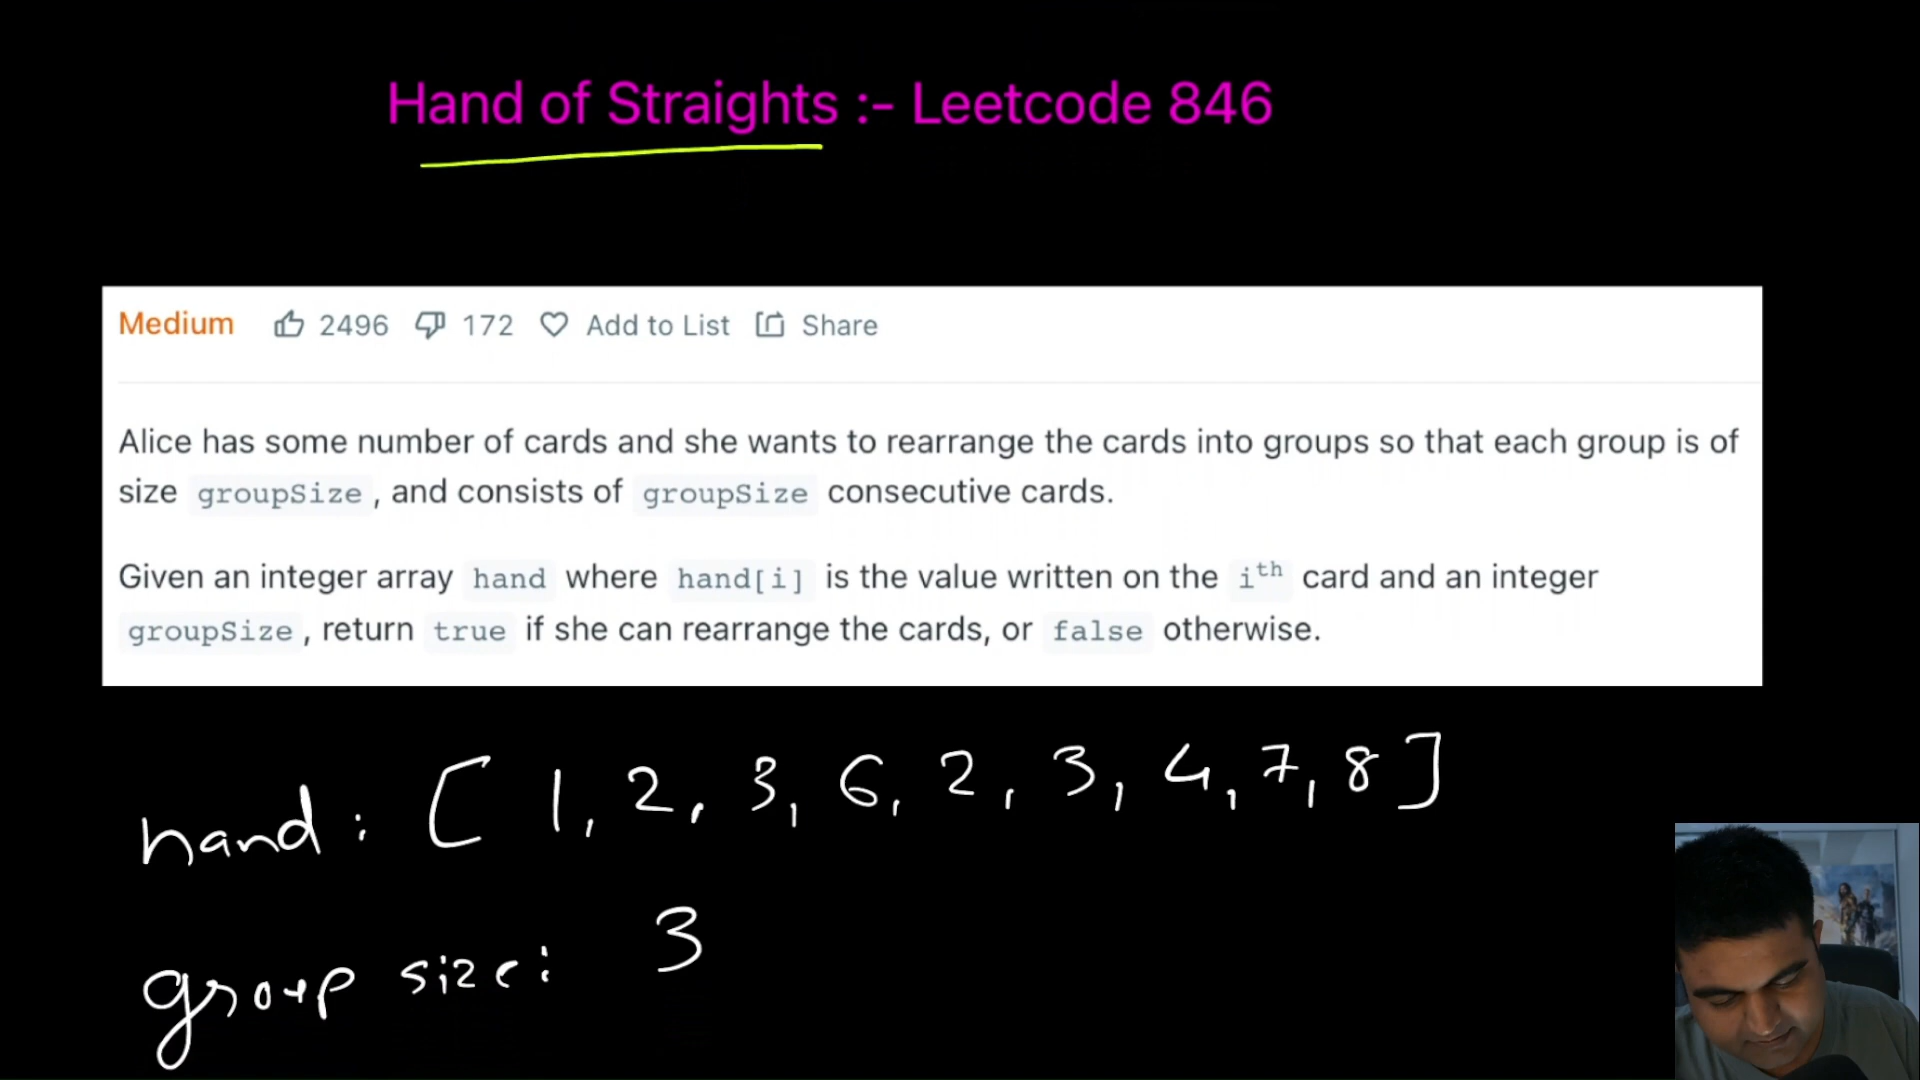 Hand of Straights :- Leetcode 846
Medium 2496 172 Add to List Share
Alice has some number of cards and she wants to rearrange the cards into groups so that each group is of
size groupSize , and consists of groupSize consecutive cards.
Given an integer array hand where hand[i] is the value written on the ith card and an integer
groupSize , return true if she can rearrange the cards, or false otherwise.
hand : [ 1, 2, 3, 6, 2, 3, 4, 7, 8 ]
group size : 3